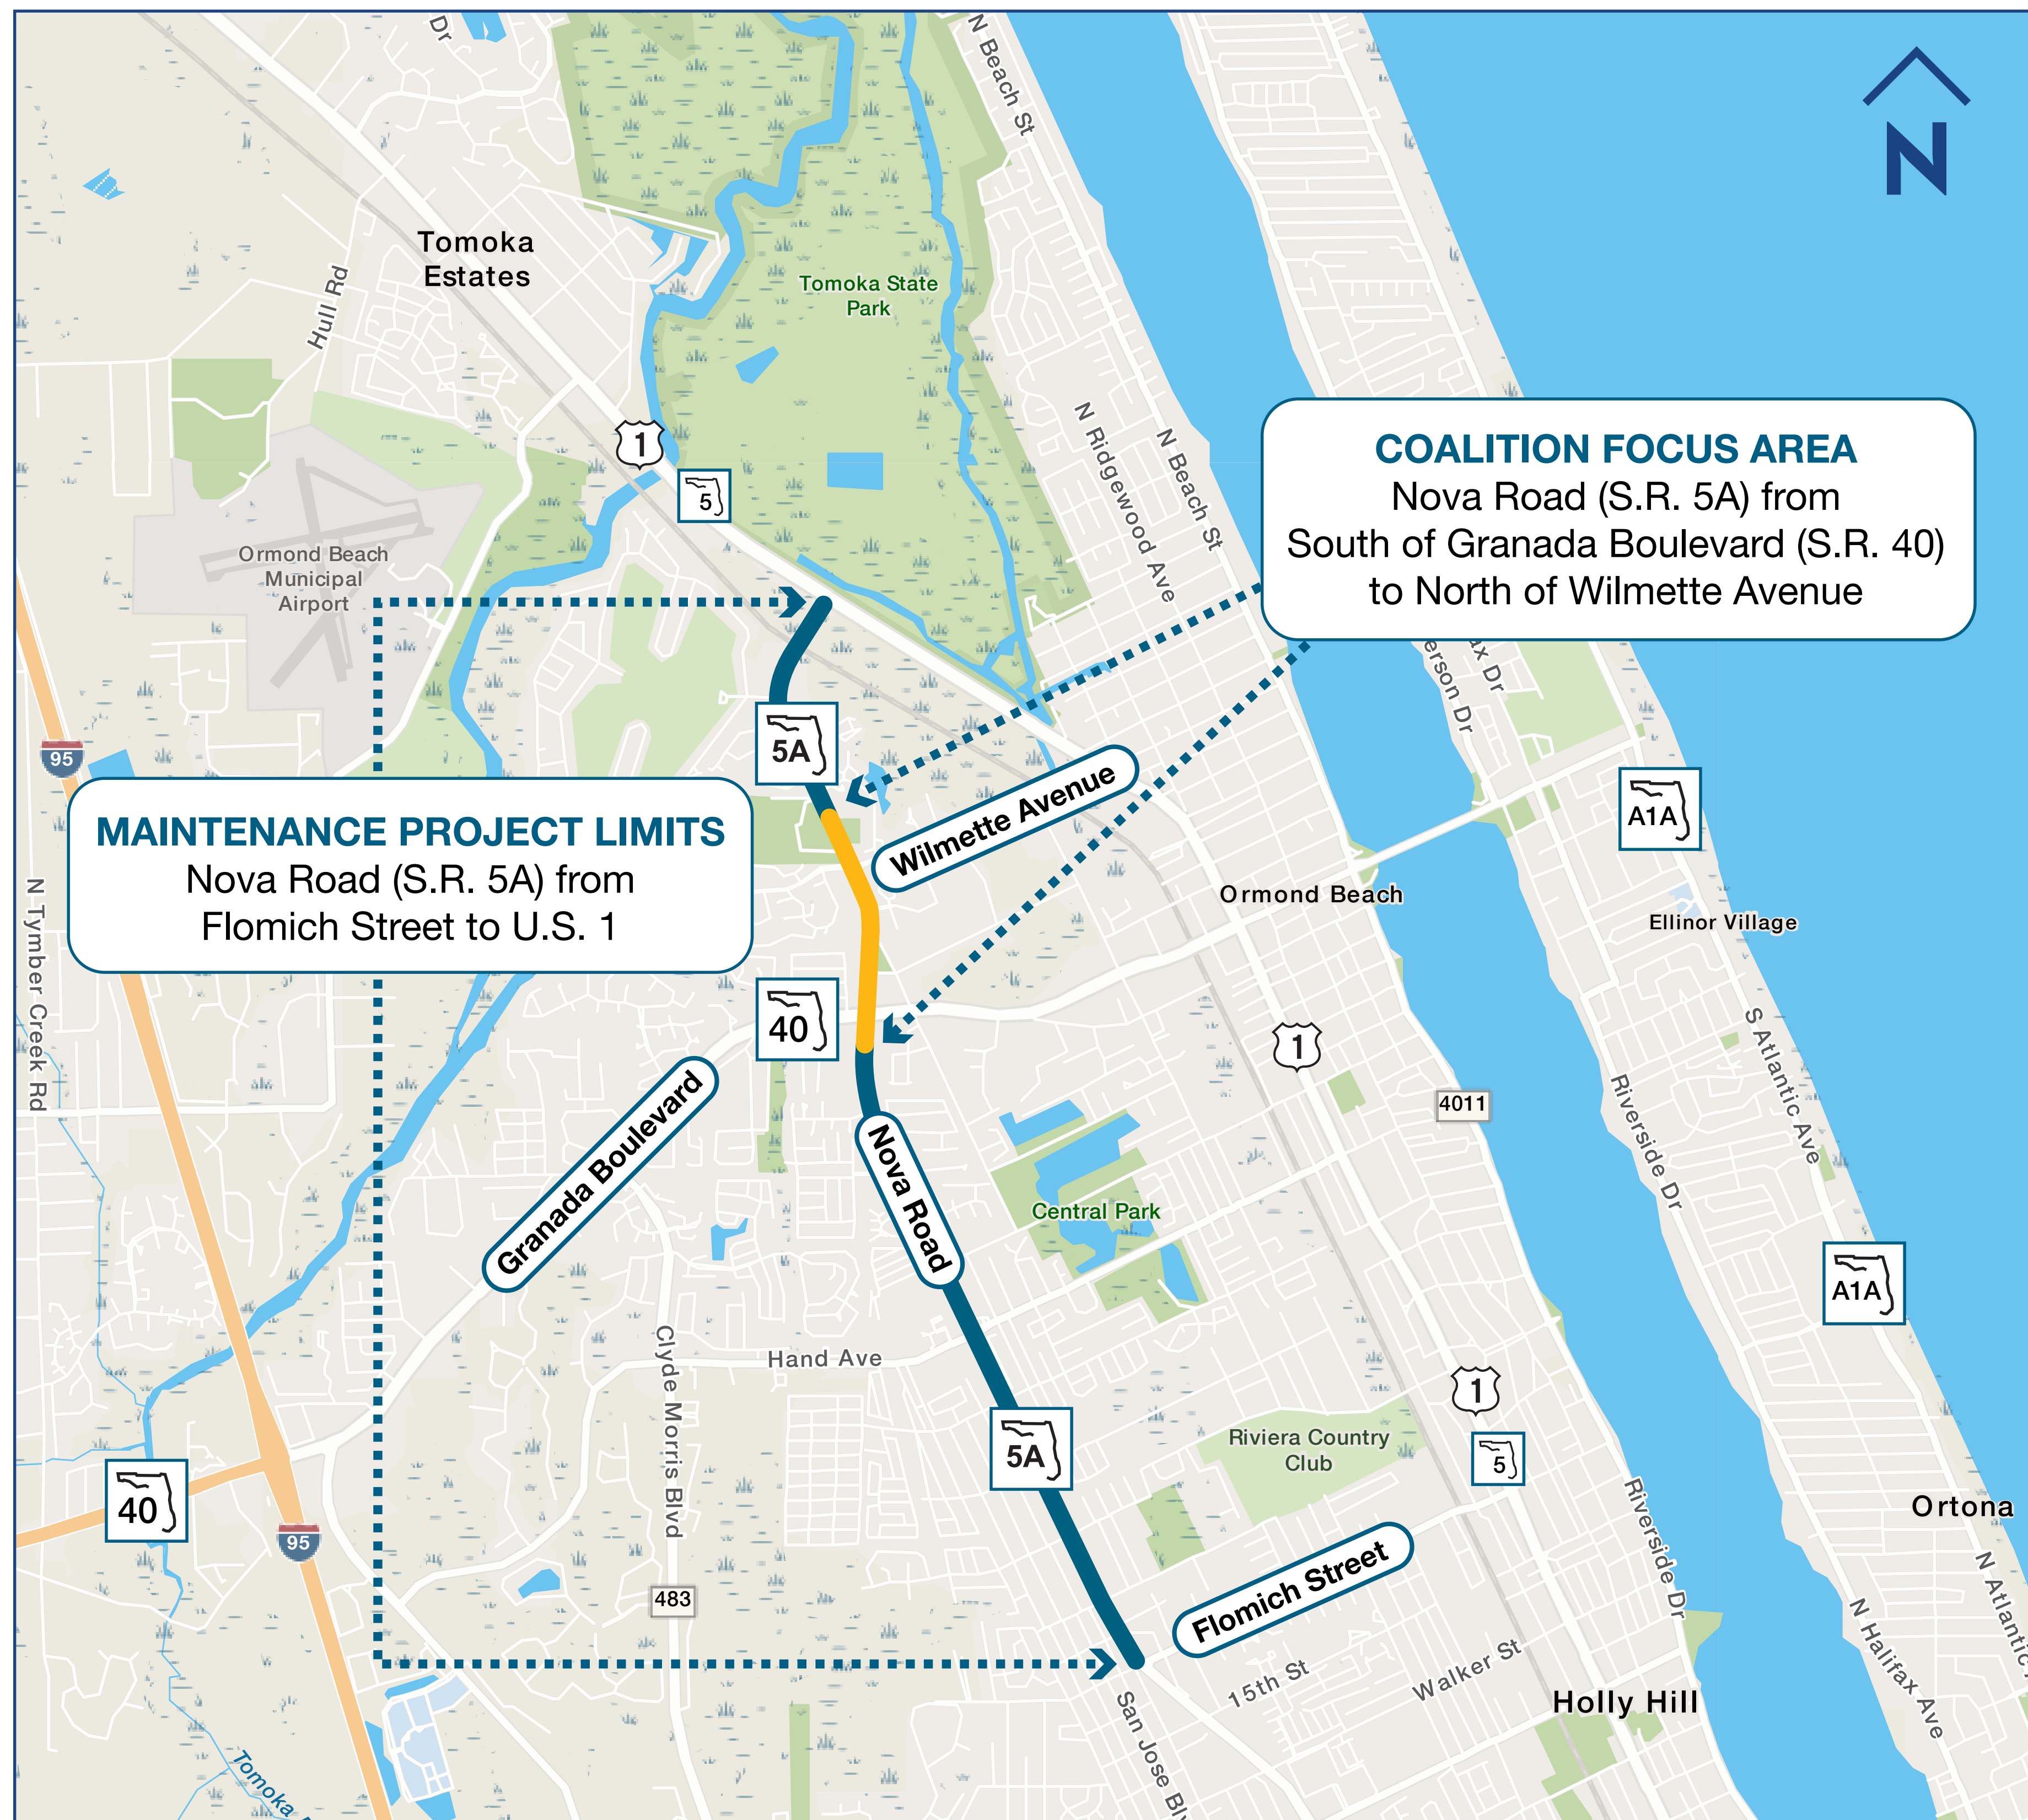 Dr
N Beach St
N
Tomoka
Estates
Tomoka State
Park
Hull Rd
1
5
N Ridgewood Ave
N Beach St
COALITION FOCUS AREA
Nova Road (S.R. 5A) from
South of Granada Boulevard (S.R. 40)
to North of Wilmette Avenue
Ormond Beach
Municipal
Airport
Dr
95
5A
Wilmette Avenue
A1A
MAINTENANCE PROJECT LIMITS
Nova Road (S.R. 5A) from
Flomich Street to U.S. 1
Ormond Beach
Ellinor Village
N Tymber Creek Rd
40
1
4011
S Atlantic Ave
Riverside Dr
Granada Boulevard
Nova Road
Central Park
A1A
Hand Ave
Clyde Morris Blvd
1
5A
Riviera Country
Club
5
40
95
Riverside Dr
Ortona
483
Flomich Street
15th St
Walker St
Holly Hill
N Halifax Ave
N Atlantic
San Jose
Tomoka